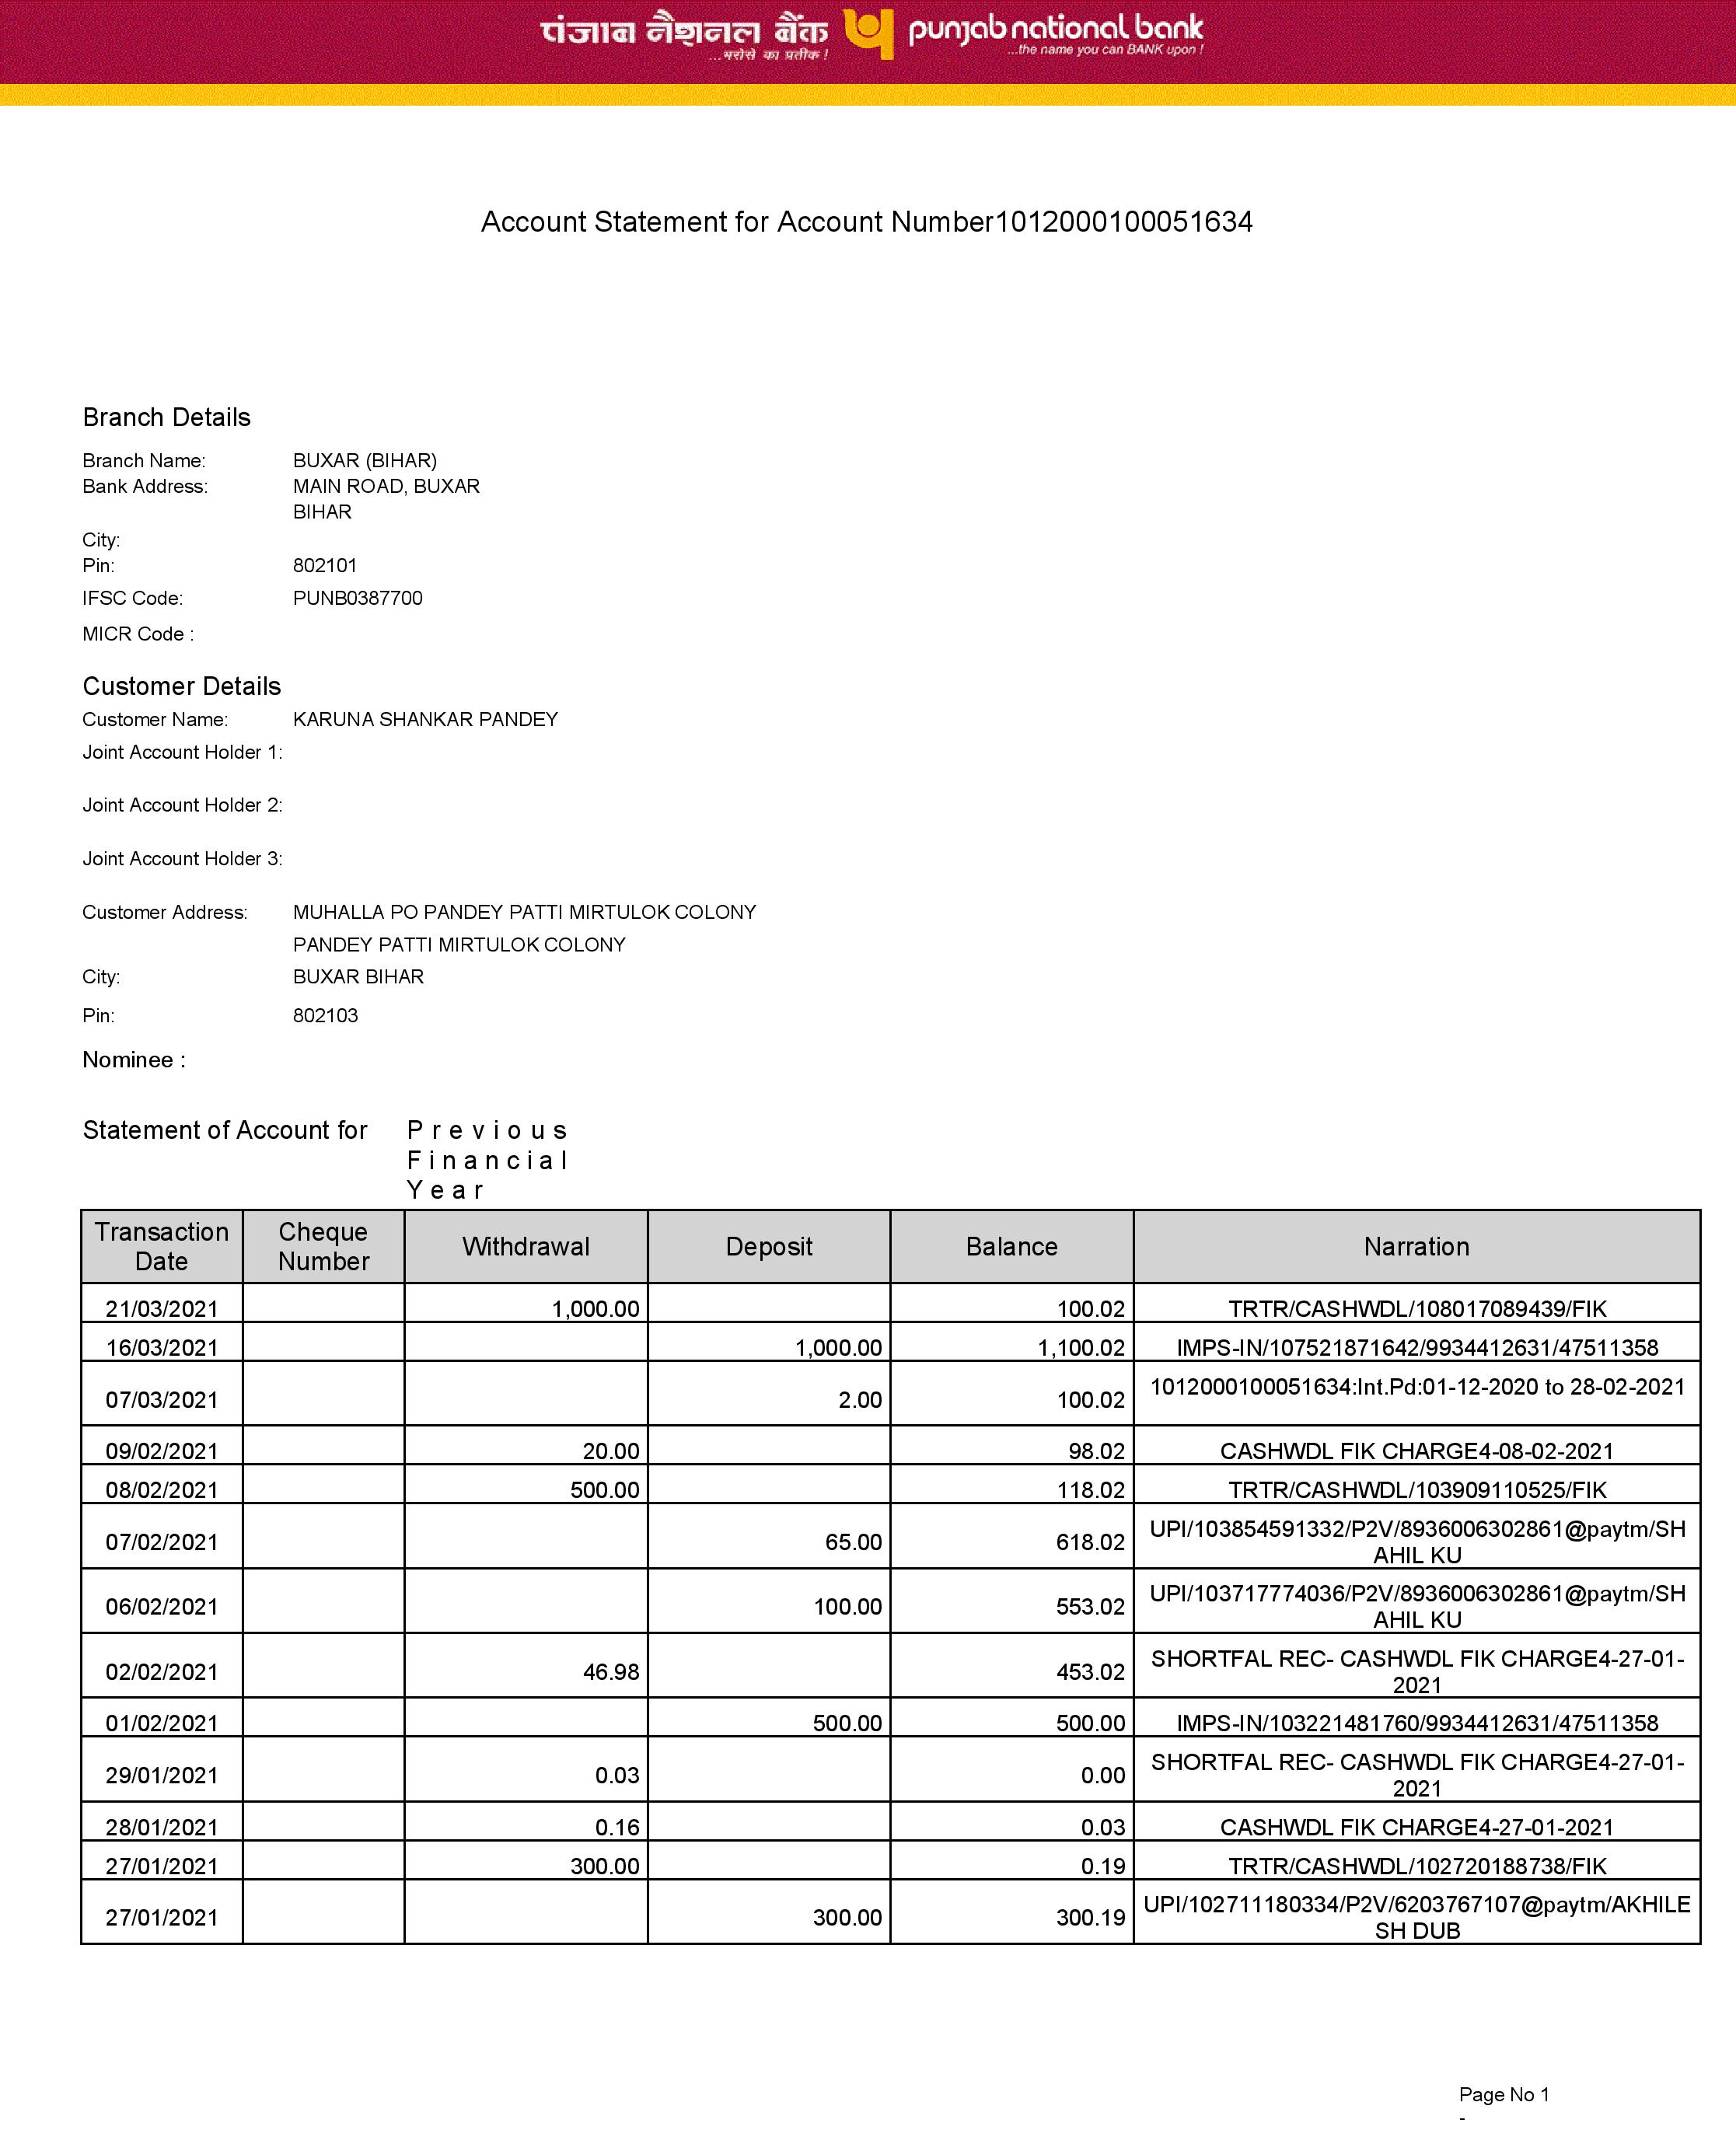 पंजाब नैशनल बैंक punjab national bank
...भरोसे का प्रतीक ! ...the name you can BANK upon !
Account Statement for Account Number1012000100051634
Branch Details
Branch Name: BUXAR (BIHAR)
Bank Address: MAIN ROAD, BUXAR
BIHAR
City:
Pin: 802101
IFSC Code: PUNB0387700
MICR Code :
Customer Details
Customer Name: KARUNA SHANKAR PANDEY
Joint Account Holder 1:
Joint Account Holder 2:
Joint Account Holder 3:
Customer Address: MUHALLA PO PANDEY PATTI MIRTULOK COLONY
PANDEY PATTI MIRTULOK COLONY
City: BUXAR BIHAR
Pin: 802103
Nominee :
Statement of Account for Previous
Financial
Year
Transaction Date Cheque Number Withdrawal Deposit Balance Narration
21/03/2021 1,000.00 100.02 TRTR/CASHWDL/108017089439/FIK
16/03/2021 1,000.00 1,100.02 IMPS-IN/107521871642/9934412631/47511358
07/03/2021 2.00 100.02 1012000100051634:Int.Pd:01-12-2020 to 28-02-2021
09/02/2021 20.00 98.02 CASHWDL FIK CHARGE4-08-02-2021
08/02/2021 500.00 118.02 TRTR/CASHWDL/103909110525/FIK
07/02/2021 65.00 618.02 UPI/103854591332/P2V/8936006302861@paytm/SH
AHIL KU
06/02/2021 100.00 553.02 UPI/103717774036/P2V/8936006302861@paytm/SH
AHIL KU
02/02/2021 46.98 453.02 SHORTFAL REC- CASHWDL FIK CHARGE4-27-01-
2021
01/02/2021 500.00 500.00 IMPS-IN/103221481760/9934412631/47511358
29/01/2021 0.03 0.00 SHORTFAL REC- CASHWDL FIK CHARGE4-27-01-
2021
28/01/2021 0.16 0.03 CASHWDL FIK CHARGE4-27-01-2021
27/01/2021 300.00 0.19 TRTR/CASHWDL/102720188738/FIK
27/01/2021 300.00 300.19 UPI/102711180334/P2V/6203767107@paytm/AKHILE
SH DUB
Page No 1
-